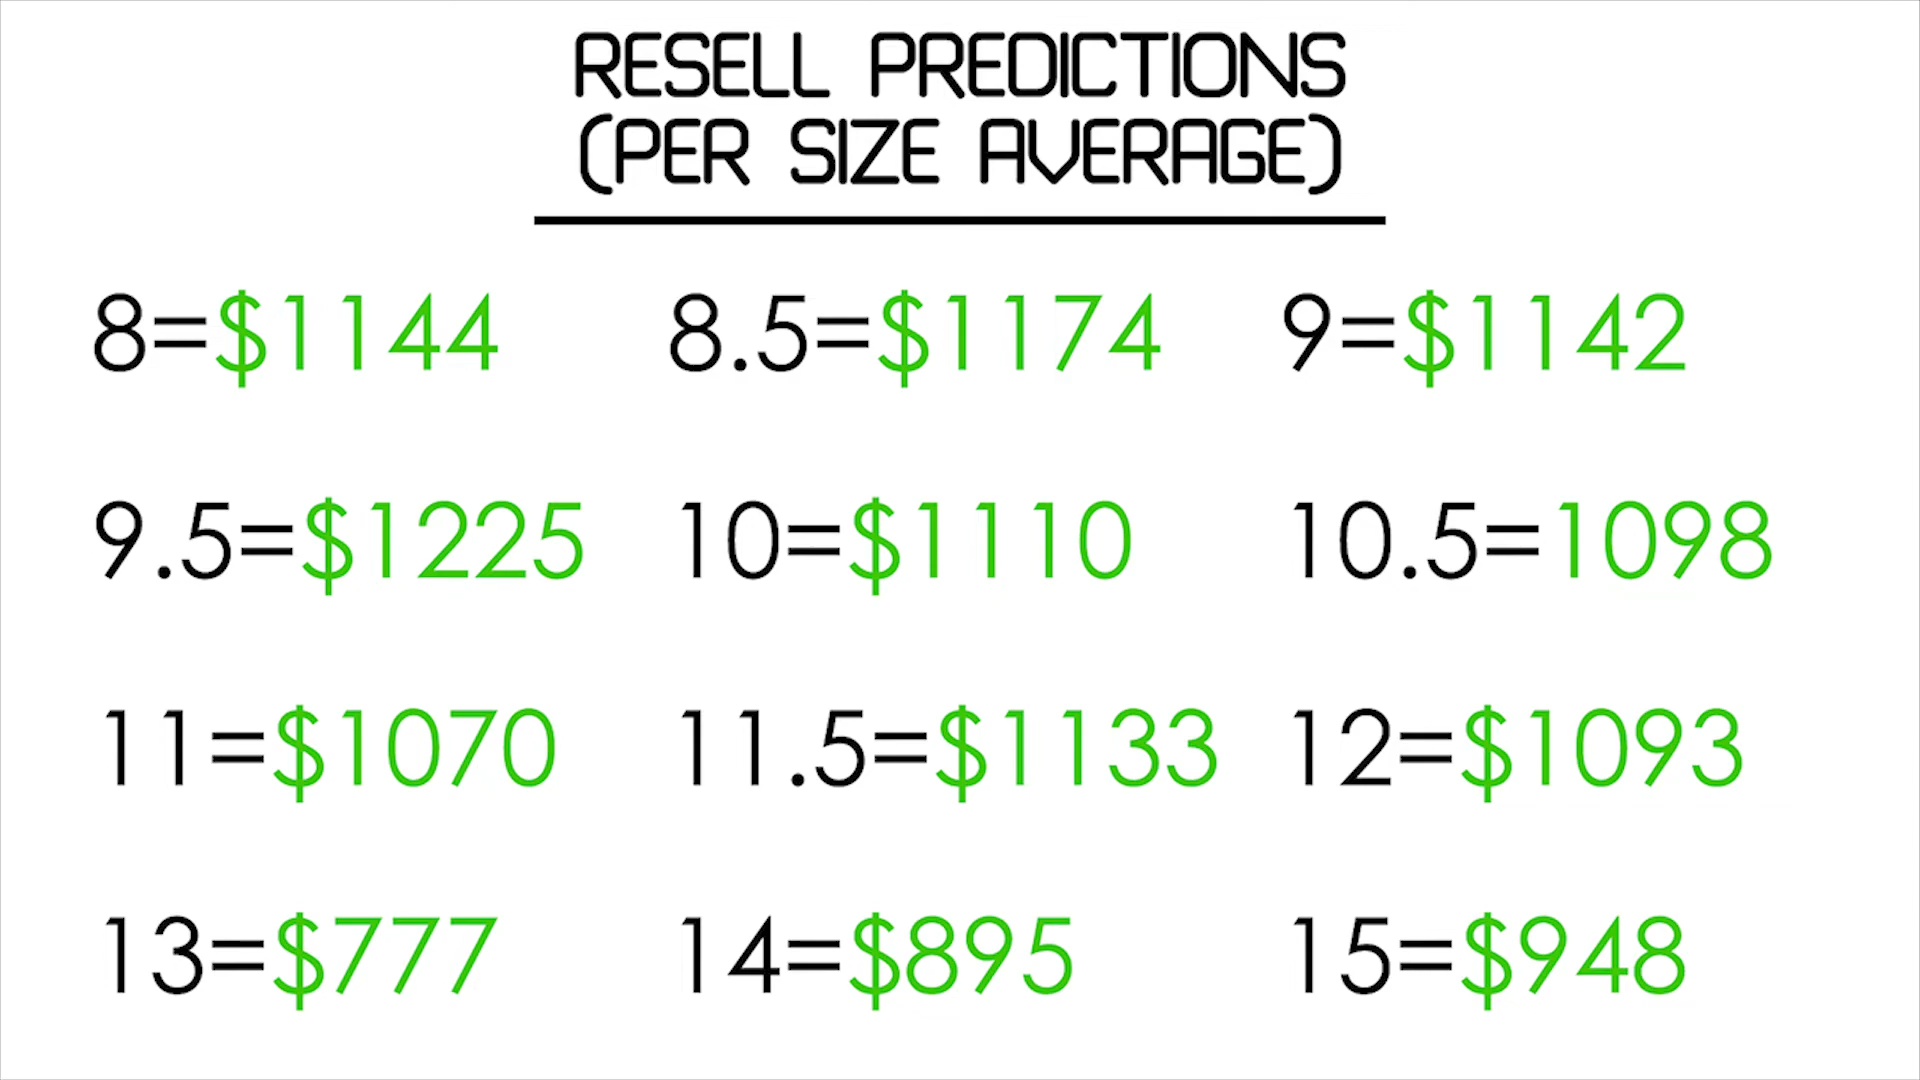 RESELL PREDICTIONS
(PER SIZE AVERAGE)
8=$1144 8.5=$1174 9=$1142
9.5=$1225 10=$1110 10.5=1098
11=$1070 11.5=$1133 12=$1093
13=$777 14=$895 15=$948